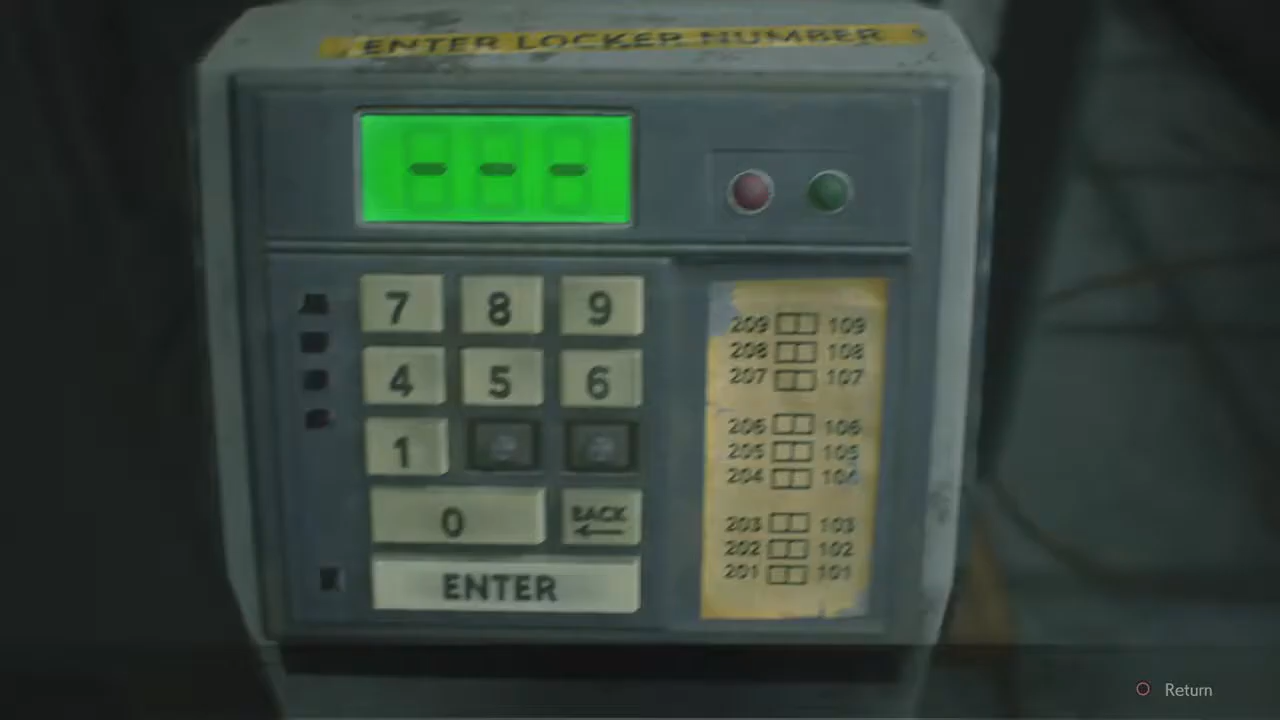 ENTER LOCKER NUMBER
- - -
7 8 9
4 5 6
1
0 BACK
ENTER
209 109
208 108
207 107
206 106
205 105
204 104
203 103
202 102
201 101
Return